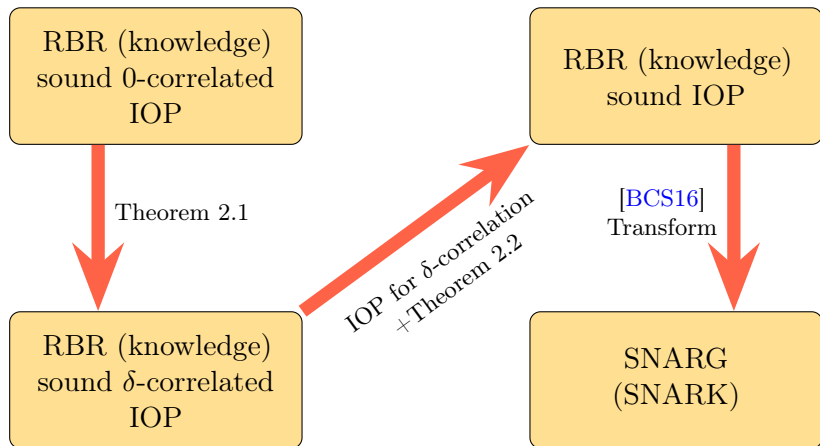 RBR (knowledge)
sound 0-correlated
IOP
Theorem 2.1
RBR (knowledge)
sound δ-correlated
IOP
IOP for δ-correlation
+Theorem 2.2
RBR (knowledge)
sound IOP
[BCS16]
Transform
SNARG
(SNARK)